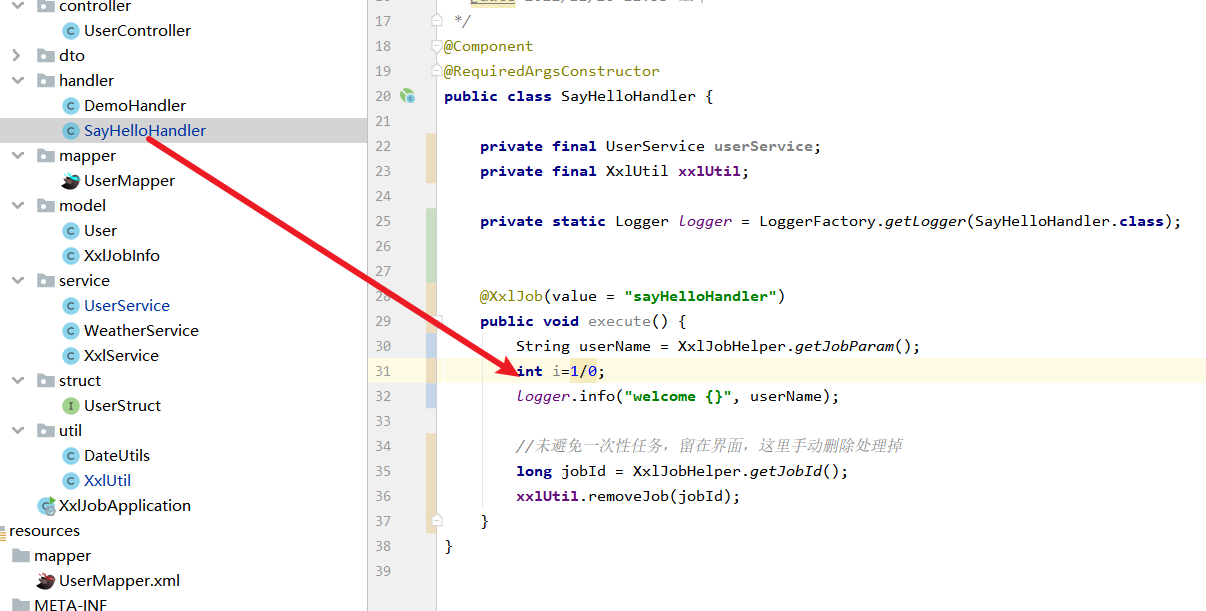 controller
UserController
dto
handler
DemoHandler
SayHelloHandler
mapper
UserMapper
model
User
XxlJobInfo
service
UserService
WeatherService
XxlService
struct
UserStruct
util
DateUtils
XxlUtil
XxlJobApplication
resources
mapper
UserMapper.xml
META-INF
17 */
18 @Component
19 @RequiredArgsConstructor
20 public class SayHelloHandler {
21
22 private final UserService userService;
23 private final XxlUtil xxlUtil;
24
25 private static Logger logger = LoggerFactory.getLogger(SayHelloHandler.class);
26
27
28 @XxlJob(value = "sayHelloHandler")
29 public void execute() {
30 String userName = XxlJobHelper.getJobParam();
31 int i=1/0;
32 logger.info("welcome {}", userName);
33
34 //未避免一次性任务，留在界面，这里手动删除处理掉
35 long jobId = XxlJobHelper.getJobId();
36 xxlUtil.removeJob(jobId);
37 }
38 }
39